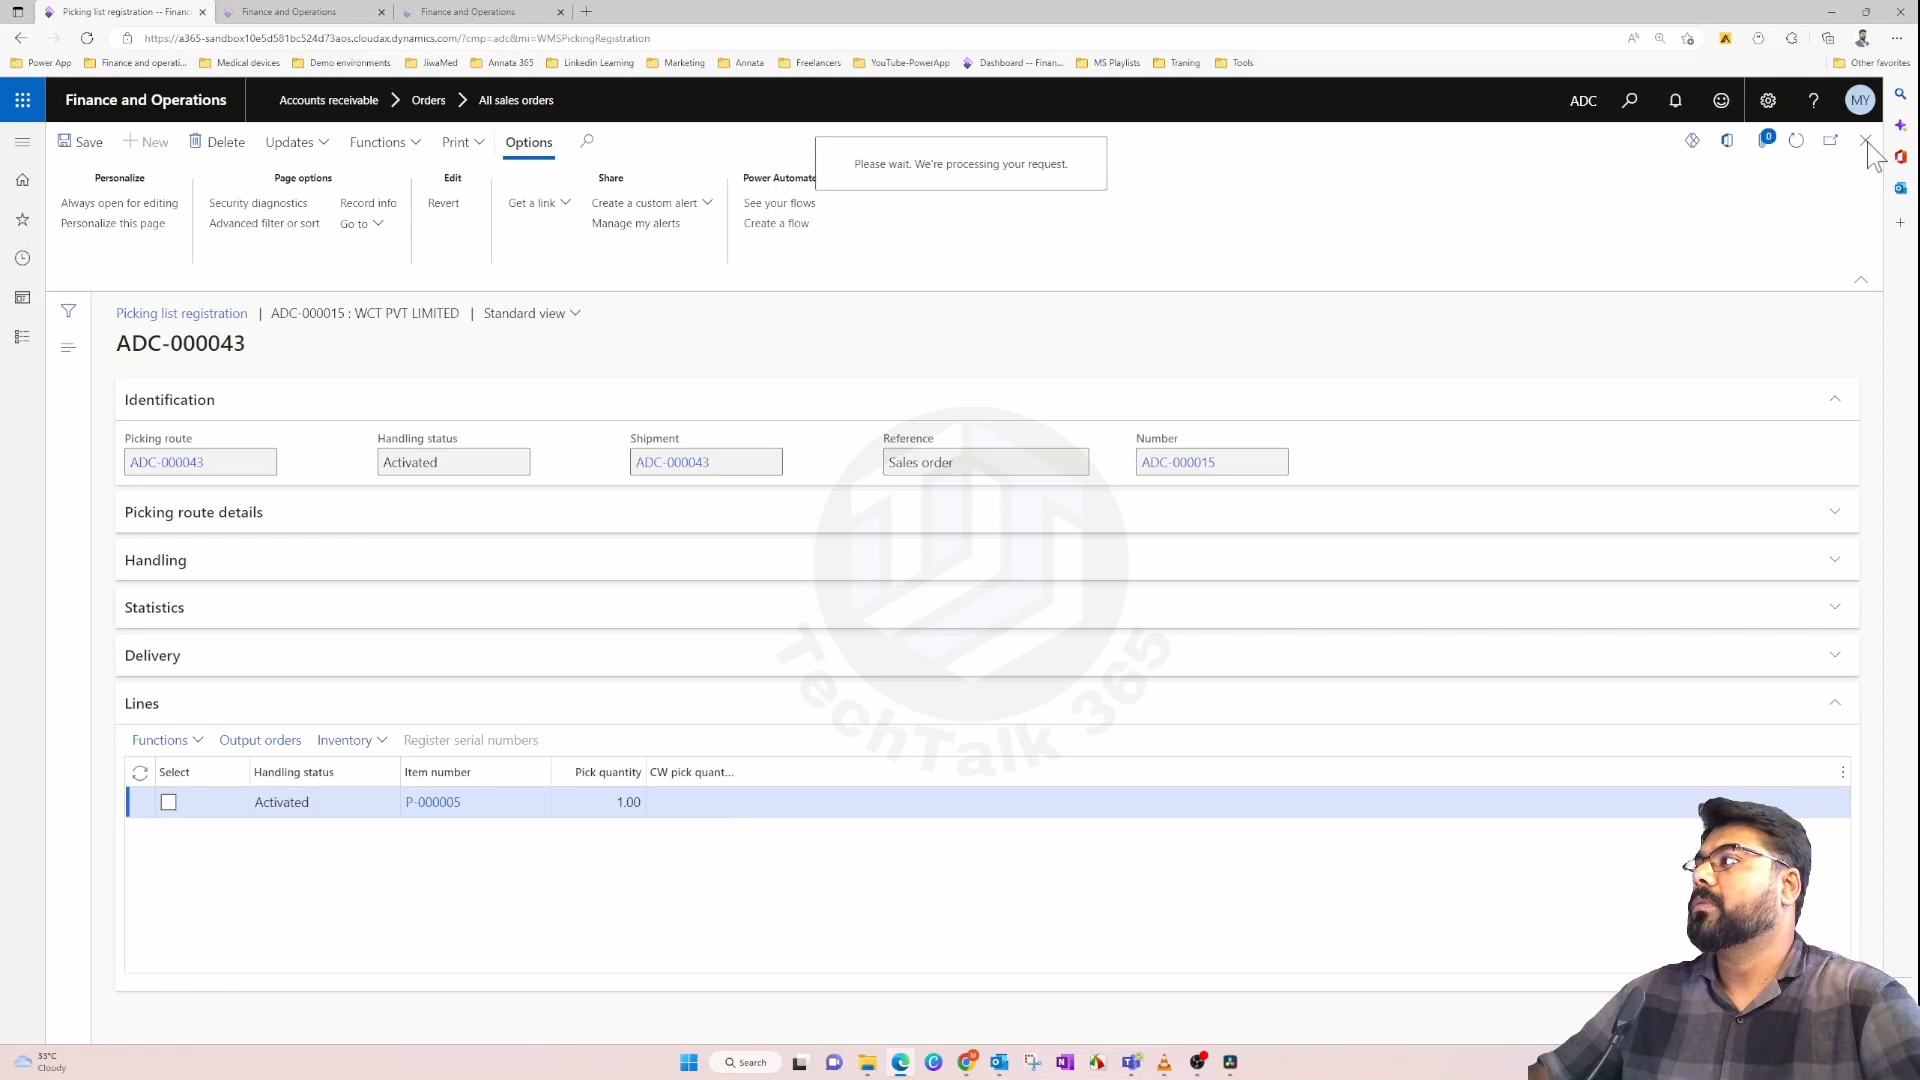 Picking list registration -- Financ
Finance and Operations
Finance and Operations
https://a365-sandbox10e5d581bc524d73aos.cloudax.dynamics.com/?cmp=adc&mi=WMSPickingRegistration
Power App
Finance and operati...
Medical devices
Demo environments
JiwaMed
Annata 365
Linkedin Learning
Marketing
Annata
Freelancers
YouTube-PowerApp
Dashboard -- Finan...
MS Playlists
Traning
Tools
Other favorites
Finance and Operations
Accounts receivable
Orders
All sales orders
ADC
?
MY
Save
New
Delete
Updates
Functions
Print
Options
0
Please wait. We're processing your request.
Personalize
Always open for editing
Personalize this page
Page options
Security diagnostics
Advanced filter or sort
Record info
Go to
Edit
Revert
Share
Get a link
Create a custom alert
Manage my alerts
Power Automate
See your flows
Create a flow
Picking list registration | ADC-000015 : WCT PVT LIMITED | Standard view
ADC-000043
Identification
Picking route
ADC-000043
Handling status
Activated
Shipment
ADC-000043
Reference
Sales order
Number
ADC-000015
Picking route details
Handling
Statistics
Delivery
Lines
Functions
Output orders
Inventory
Register serial numbers
Select
Handling status
Item number
Pick quantity
CW pick quant...
Activated
P-000005
1.00
TechTalk 365
33°C
Cloudy
Search